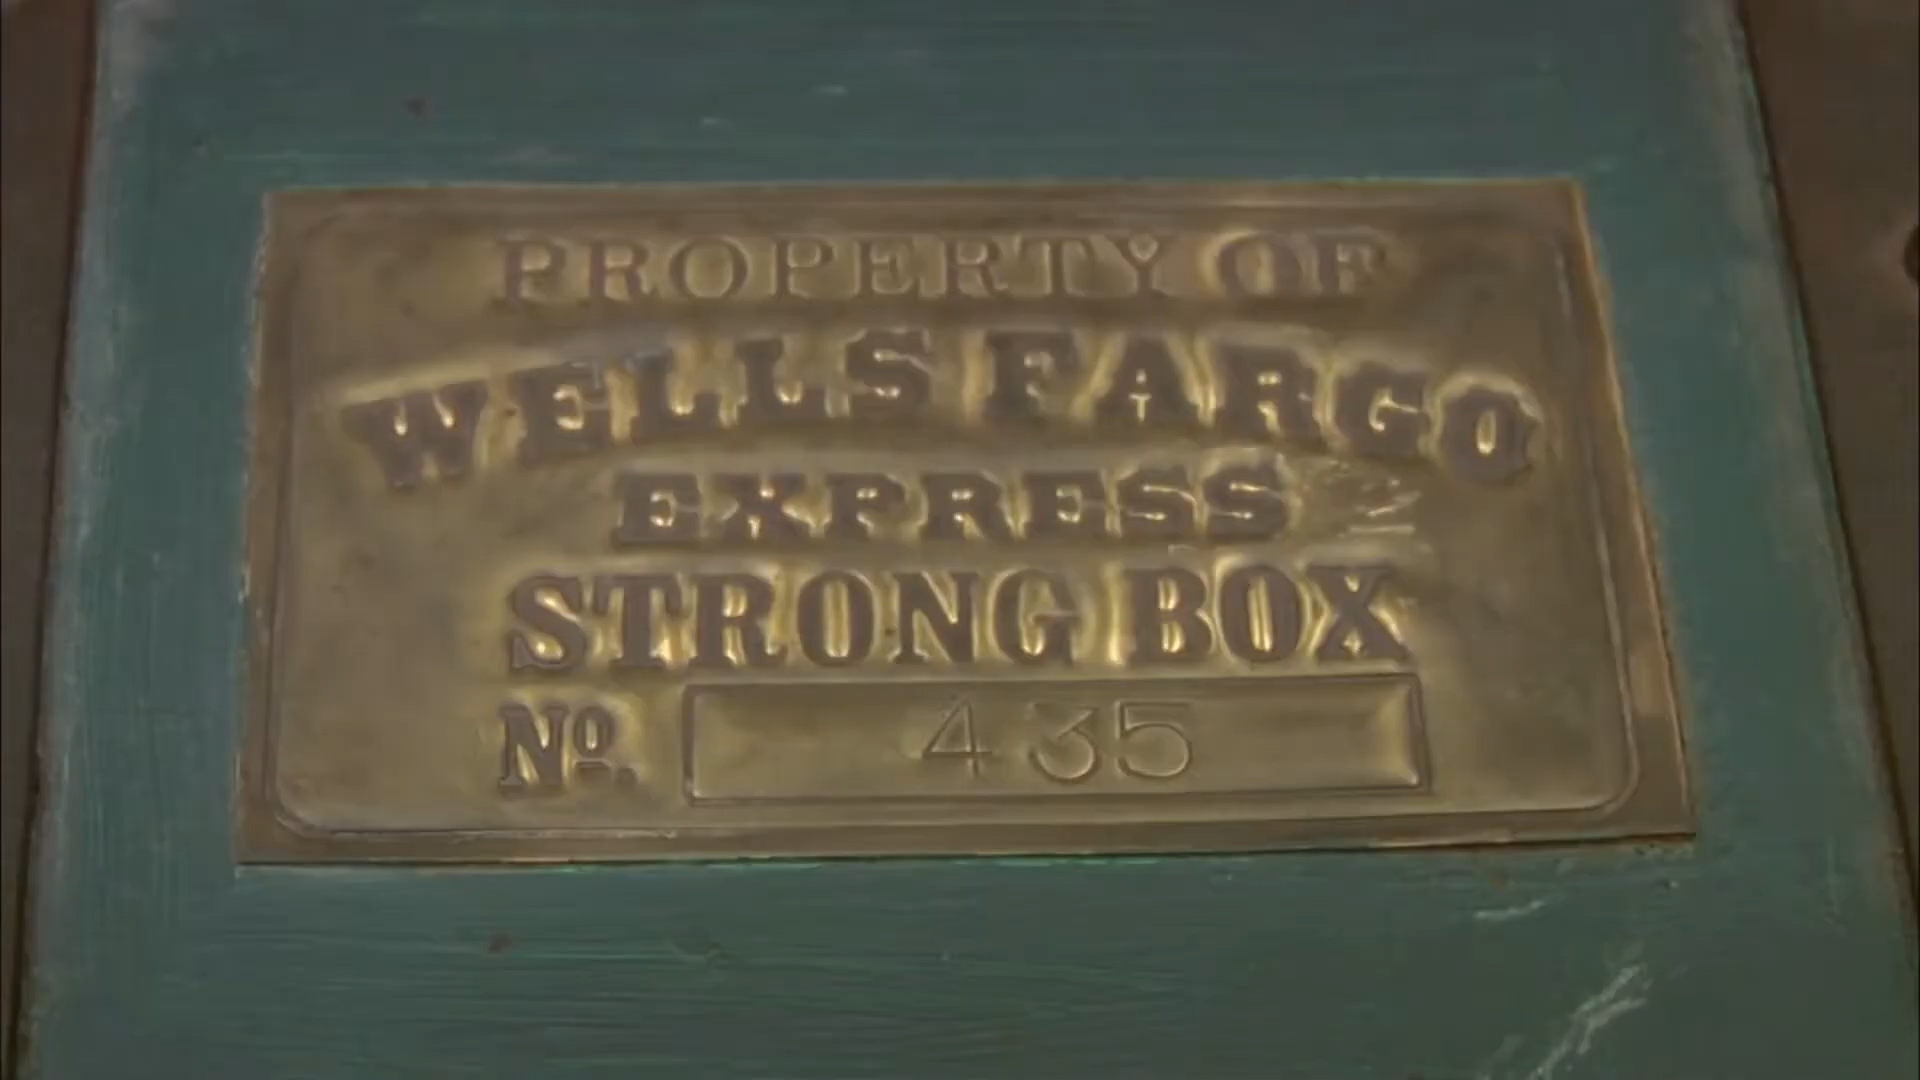 PROPERTY OF
WELLS FARGO
EXPRESS
STRONG BOX
Nº. 435